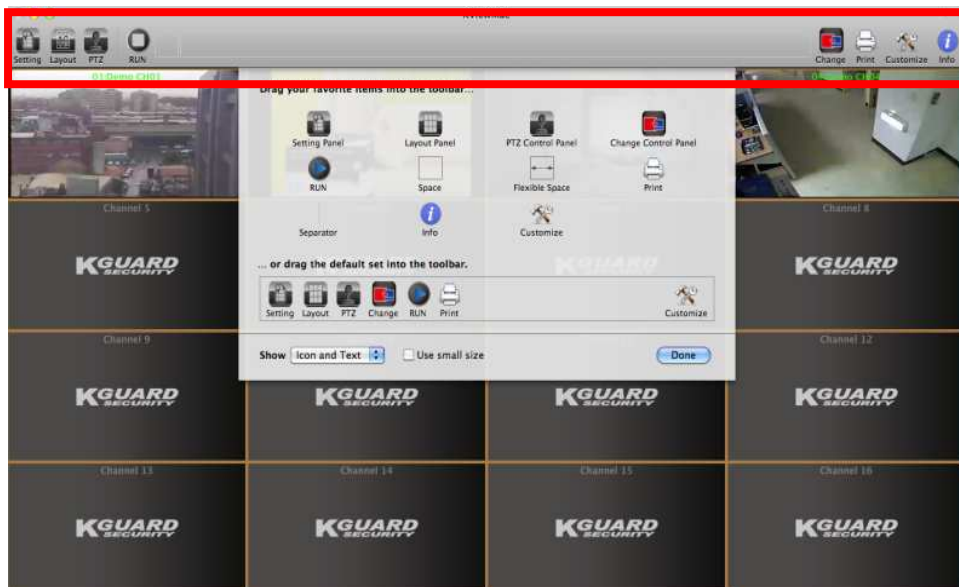 KViewMac
Setting Layout PTZ RUN Change Print Customize Info
01:Demo CH01
Drag your favorite items into the toolbar...
Setting Panel Layout Panel PTZ Control Panel Change Control Panel
RUN Space Flexible Space Print
Separator Info Customize
... or drag the default set into the toolbar.
Setting Layout PTZ Change RUN Print Customize
Show Icon and Text Use small size Done
Channel 5 Channel 8
KGUARD SECURITY KGUARD SECURITY KGUARD SECURITY
Channel 9 Channel 12
KGUARD SECURITY KGUARD SECURITY KGUARD SECURITY KGUARD SECURITY
Channel 13 Channel 14 Channel 15 Channel 16
KGUARD SECURITY KGUARD SECURITY KGUARD SECURITY KGUARD SECURITY